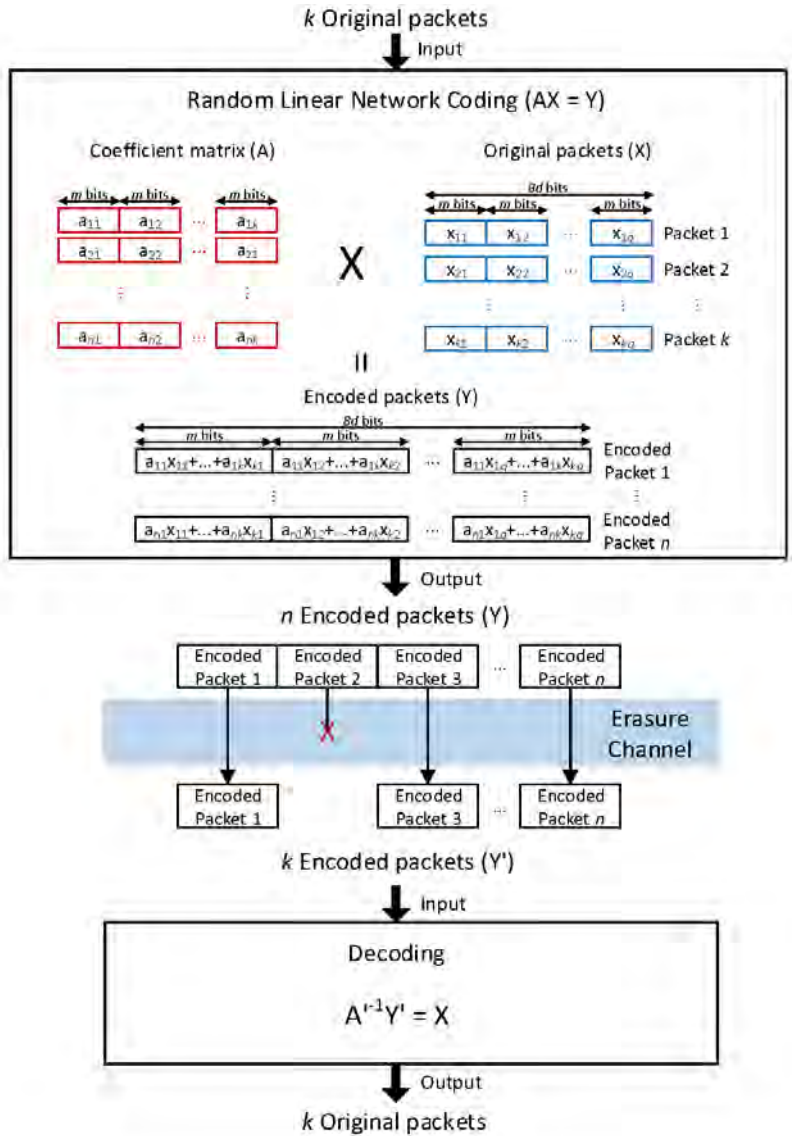 k Original packets
Input
Random Linear Network Coding (AX = Y)
Coefficient matrix (A)
Original packets (X)
8d bits
m bits m bits m bits
m bits m bits m bits
a11 a12 ... a1k
x11 x12 ... x1q Packet 1
a21 a22 ... a21
X
x21 x22 ... x2q Packet 2
⋮ ⋮
⋮ ⋮ ⋮
an1 an2 ... ank
xk1 xk2 ... xkq Packet k
=
Encoded packets (Y)
8d bits
m bits m bits m bits
a11x11+...+a1kxk1 a11x12+...+a1kxk2 ... a11x1q+...+a1kxkq Encoded
Packet 1
⋮ ⋮ ⋮
an1x11+...+ankxk1 an1x12+...+ankxk2 ... an1x1q+...+ankxkq Encoded
Packet n
Output
n Encoded packets (Y)
Encoded Encoded Encoded ... Encoded
Packet 1 Packet 2 Packet 3 Packet n
X
Erasure
Channel
Encoded Encoded ... Encoded
Packet 1 Packet 3 Packet n
k Encoded packets (Y')
Input
Decoding
A'-1Y' = X
Output
k Original packets